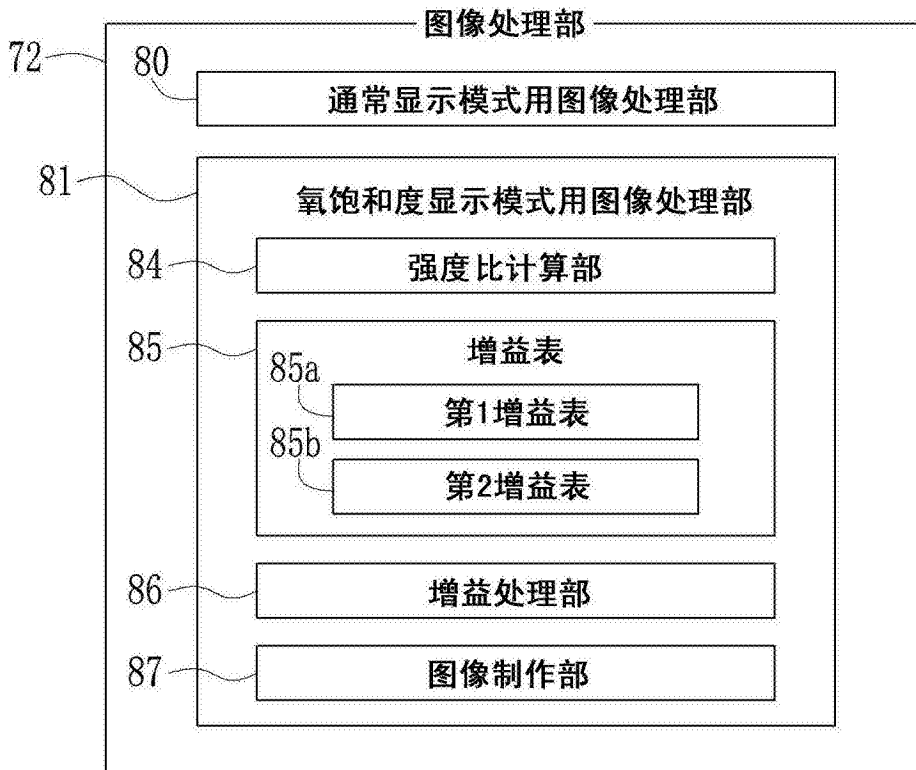 图像处理部
72
80
通常显示模式用图像处理部
81
氧饱和度显示模式用图像处理部
84
强度比计算部
85
增益表
85a
第1增益表
85b
第2增益表
86
增益处理部
87
图像制作部